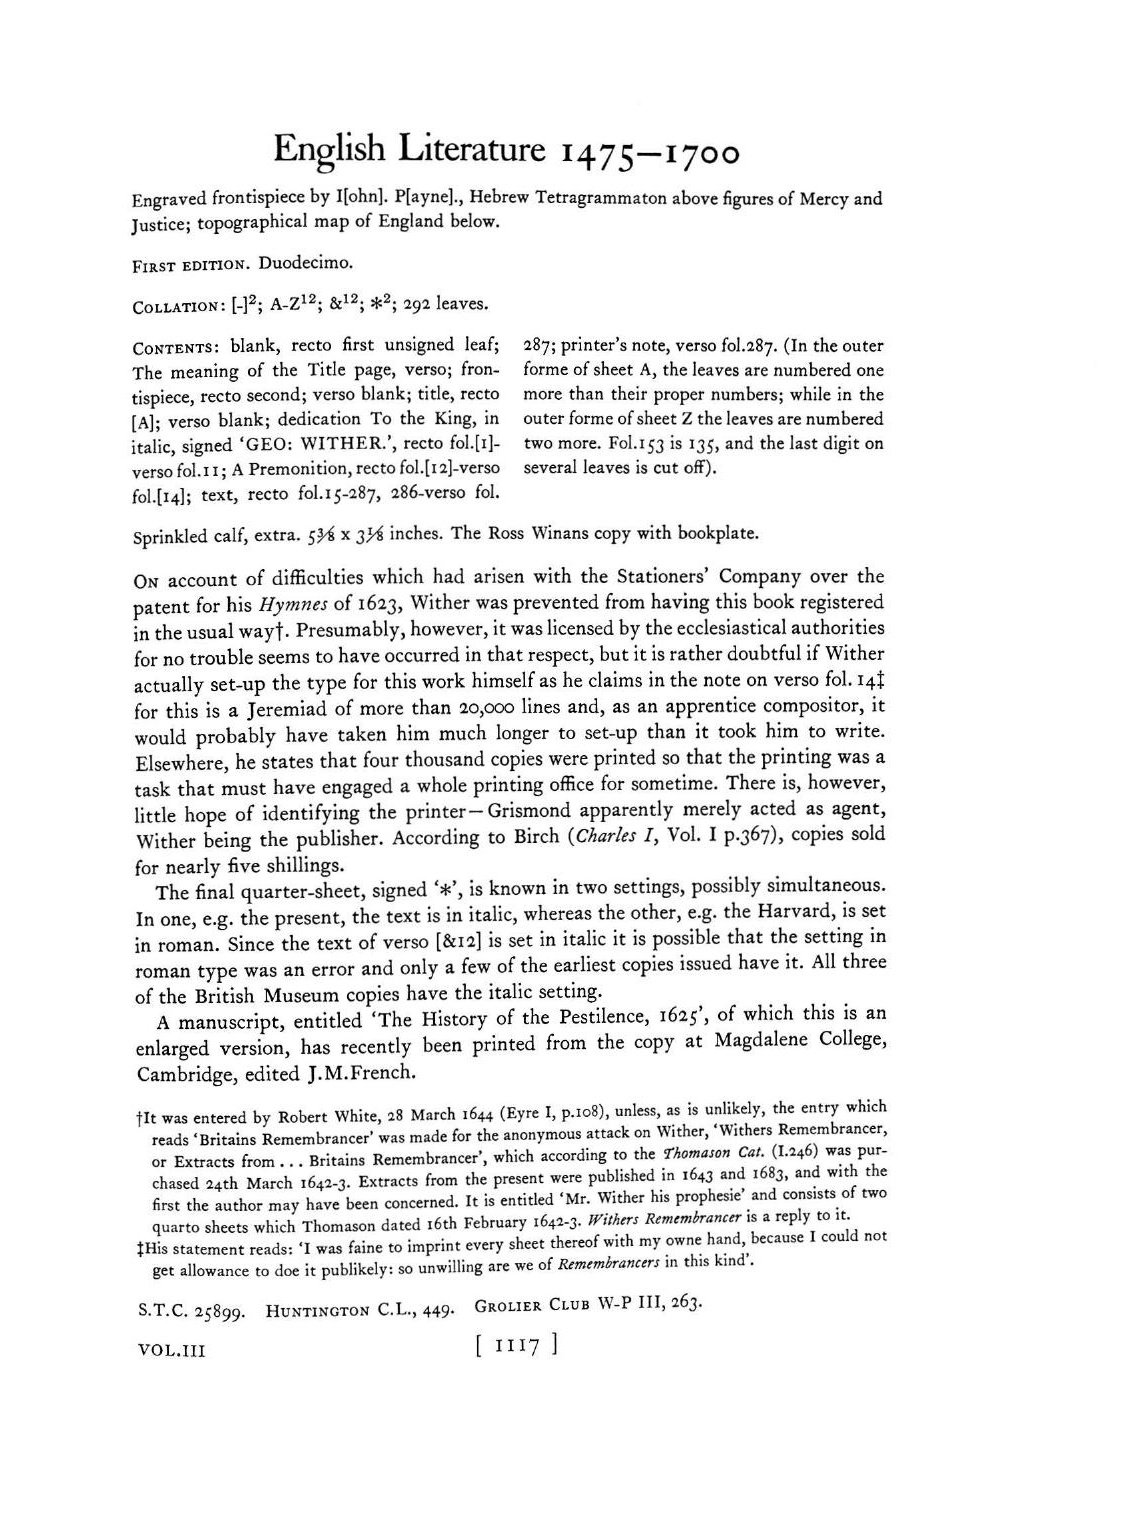 English Literature 1475—1700
Engraved frontispiece by I[ohn]. P[ayne]., Hebrew Tetragrammaton above figures of Mercy and
Justice; topographical map of England below.
First edition. Duodecimo.
Collation: [-]²; A-Z¹²; &¹²; *²; 292 leaves.
Contents: blank, recto first unsigned leaf;
The meaning of the Title page, verso; fron-
tispiece, recto second; verso blank; title, recto
[A]; verso blank; dedication To the King, in
italic, signed ‘GEO: WITHER.’, recto fol.[1]-
verso fol.11; A Premonition, recto fol.[12]-verso
fol.[14]; text, recto fol.15-287, 286-verso fol.
287; printer’s note, verso fol.287. (In the outer
forme of sheet A, the leaves are numbered one
more than their proper numbers; while in the
outer forme of sheet Z the leaves are numbered
two more. Fol.153 is 135, and the last digit on
several leaves is cut off).
Sprinkled calf, extra. 5⅜ x 3⅛ inches. The Ross Winans copy with bookplate.
On account of difficulties which had arisen with the Stationers’ Company over the
patent for his Hymnes of 1623, Wither was prevented from having this book registered
in the usual way†. Presumably, however, it was licensed by the ecclesiastical authorities
for no trouble seems to have occurred in that respect, but it is rather doubtful if Wither
actually set-up the type for this work himself as he claims in the note on verso fol. 14‡
for this is a Jeremiad of more than 20,000 lines and, as an apprentice compositor, it
would probably have taken him much longer to set-up than it took him to write.
Elsewhere, he states that four thousand copies were printed so that the printing was a
task that must have engaged a whole printing office for sometime. There is, however,
little hope of identifying the printer—Grismond apparently merely acted as agent,
Wither being the publisher. According to Birch (Charles I, Vol. I p.367), copies sold
for nearly five shillings.
The final quarter-sheet, signed ‘*’, is known in two settings, possibly simultaneous.
In one, e.g. the present, the text is in italic, whereas the other, e.g. the Harvard, is set
in roman. Since the text of verso [&12] is set in italic it is possible that the setting in
roman type was an error and only a few of the earliest copies issued have it. All three
of the British Museum copies have the italic setting.
A manuscript, entitled ‘The History of the Pestilence, 1625’, of which this is an
enlarged version, has recently been printed from the copy at Magdalene College,
Cambridge, edited J.M.French.
†It was entered by Robert White, 28 March 1644 (Eyre I, p.108), unless, as is unlikely, the entry which
reads ‘Britains Remembrancer’ was made for the anonymous attack on Wither, ‘Withers Remembrancer,
or Extracts from . . . Britains Remembrancer’, which according to the Thomason Cat. (I.246) was pur-
chased 24th March 1642-3. Extracts from the present were published in 1643 and 1683, and with the
first the author may have been concerned. It is entitled ‘Mr. Wither his prophesie’ and consists of two
quarto sheets which Thomason dated 16th February 1642-3. Withers Remembrancer is a reply to it.
‡His statement reads: ‘I was faine to imprint every sheet thereof with my owne hand, because I could not
get allowance to doe it publikely: so unwilling are we of Remembrancers in this kind’.
S.T.C. 25899. Huntington C.L., 449. Grolier Club W-P III, 263.
VOL.III [ 1117 ]